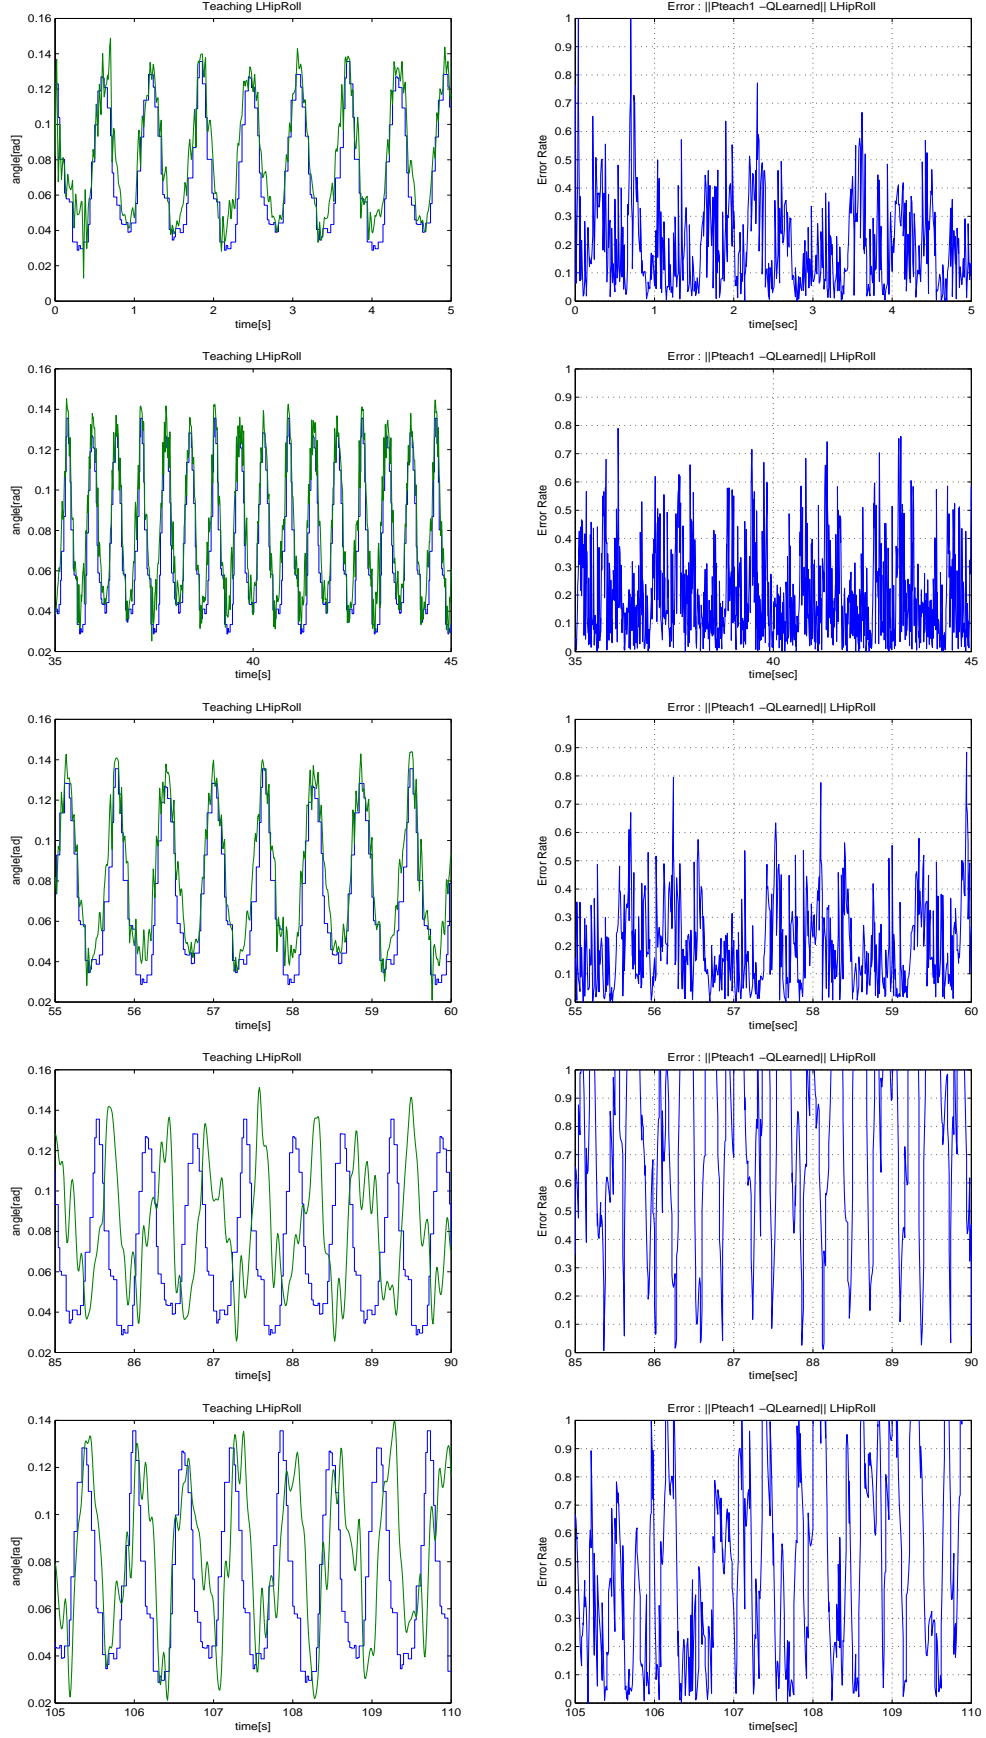 Teaching LHipRoll
angle[rad]
0.16
0.14
0.12
0.1
0.08
0.06
0.04
0.02
0
0 1 2 3 4 5
time[s]
Error : ||Pteach1 −QLearned|| LHipRoll
Error Rate
1
0.9
0.8
0.7
0.6
0.5
0.4
0.3
0.2
0.1
0
0 1 2 3 4 5
time[sec]
Teaching LHipRoll
angle[rad]
0.16
0.14
0.12
0.1
0.08
0.06
0.04
0.02
35 40 45
time[s]
Error : ||Pteach1 −QLearned|| LHipRoll
Error Rate
1
0.9
0.8
0.7
0.6
0.5
0.4
0.3
0.2
0.1
0
35 40 45
time[sec]
Teaching LHipRoll
angle[rad]
0.16
0.14
0.12
0.1
0.08
0.06
0.04
0.02
55 56 57 58 59 60
time[s]
Error : ||Pteach1 −QLearned|| LHipRoll
Error Rate
1
0.9
0.8
0.7
0.6
0.5
0.4
0.3
0.2
0.1
0
55 56 57 58 59 60
time[sec]
Teaching LHipRoll
angle[rad]
0.16
0.14
0.12
0.1
0.08
0.06
0.04
0.02
85 86 87 88 89 90
time[s]
Error : ||Pteach1 −QLearned|| LHipRoll
Error Rate
1
0.9
0.8
0.7
0.6
0.5
0.4
0.3
0.2
0.1
0
85 86 87 88 89 90
time[sec]
Teaching LHipRoll
angle[rad]
0.14
0.12
0.1
0.08
0.06
0.04
0.02
105 106 107 108 109 110
time[s]
Error : ||Pteach1 −QLearned|| LHipRoll
Error Rate
1
0.9
0.8
0.7
0.6
0.5
0.4
0.3
0.2
0.1
0
105 106 107 108 109 110
time[sec]